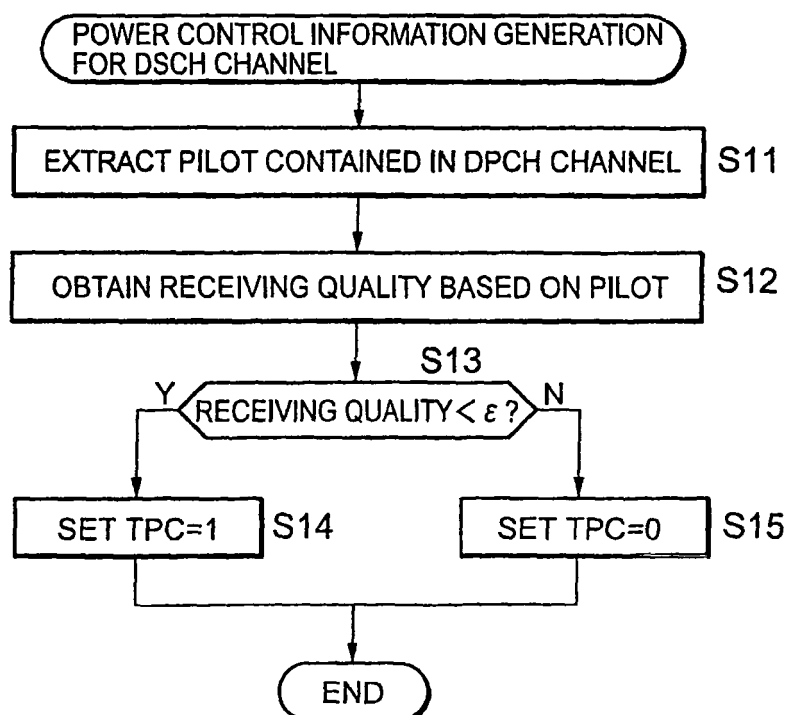 POWER CONTROL INFORMATION GENERATION
FOR DSCH CHANNEL
EXTRACT PILOT CONTAINED IN DPCH CHANNEL
S11
OBTAIN RECEIVING QUALITY BASED ON PILOT
S12
S13
Y
RECEIVING QUALITY < ε ?
N
SET TPC=1
S14
SET TPC=0
S15
END